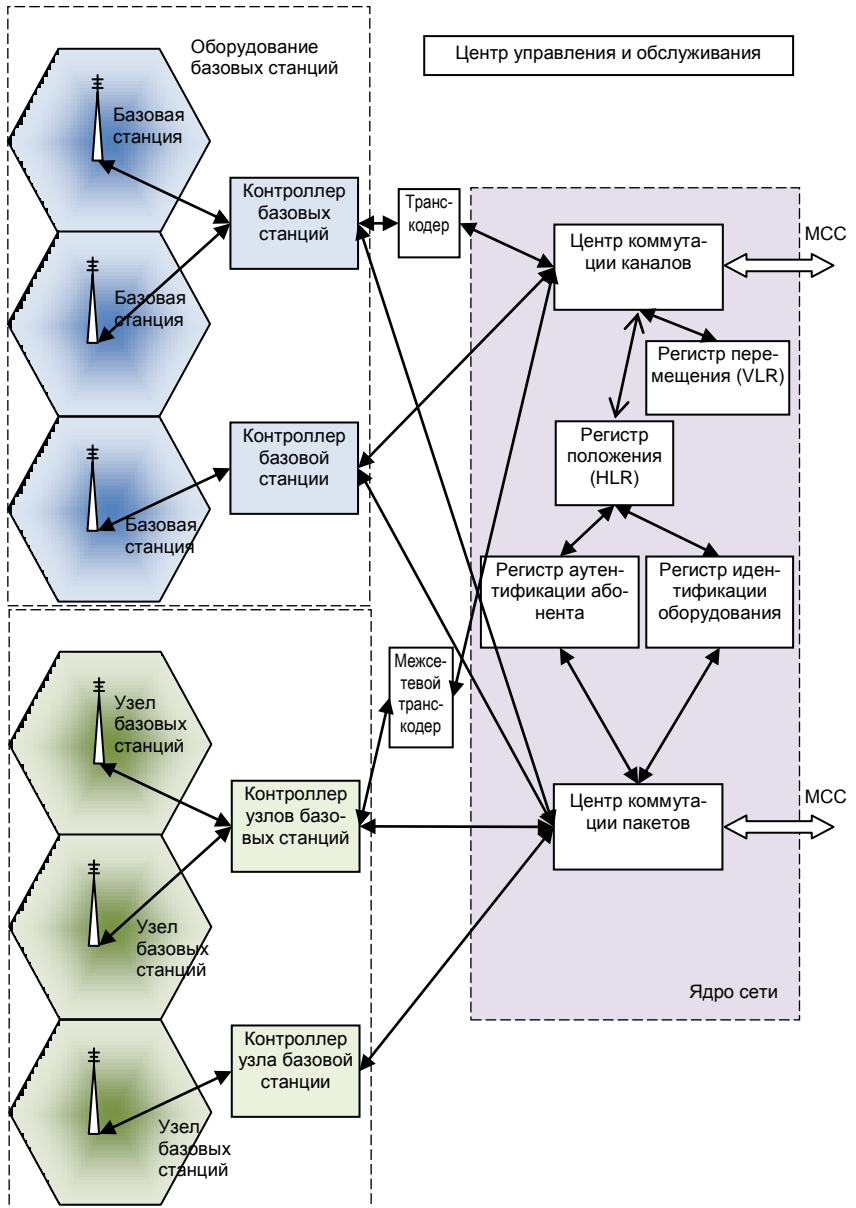 Оборудование
базовых станций
Центр управления и обслуживания
Базовая
станция
Контроллер
базовых
станций
Транс-
кодер
Центр коммута-
ции каналов
МСС
Базовая
станция
Регистр пере-
мещения (VLR)
Контроллер
базовой
станции
Регистр
положения
(HLR)
Базовая
станция
Регистр аутен-
тификации або-
нента
Регистр иден-
тификации
оборудования
Межсе-
тевой
транс-
кодер
Узел
базовых
станций
Контроллер
узлов базо-
вых станций
Центр коммута-
ции пакетов
МСС
Узел
базовых
станций
Ядро сети
Контроллер
узла базовой
станции
Узел
базовых
станций